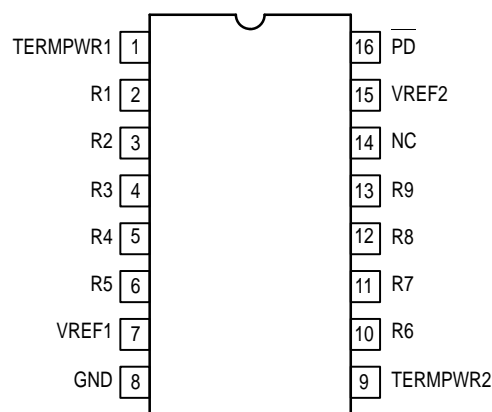 TERMPWR1 1 16 PD
R1 2 15 VREF2
R2 3 14 NC
R3 4 13 R9
R4 5 12 R8
R5 6 11 R7
VREF1 7 10 R6
GND 8 9 TERMPWR2